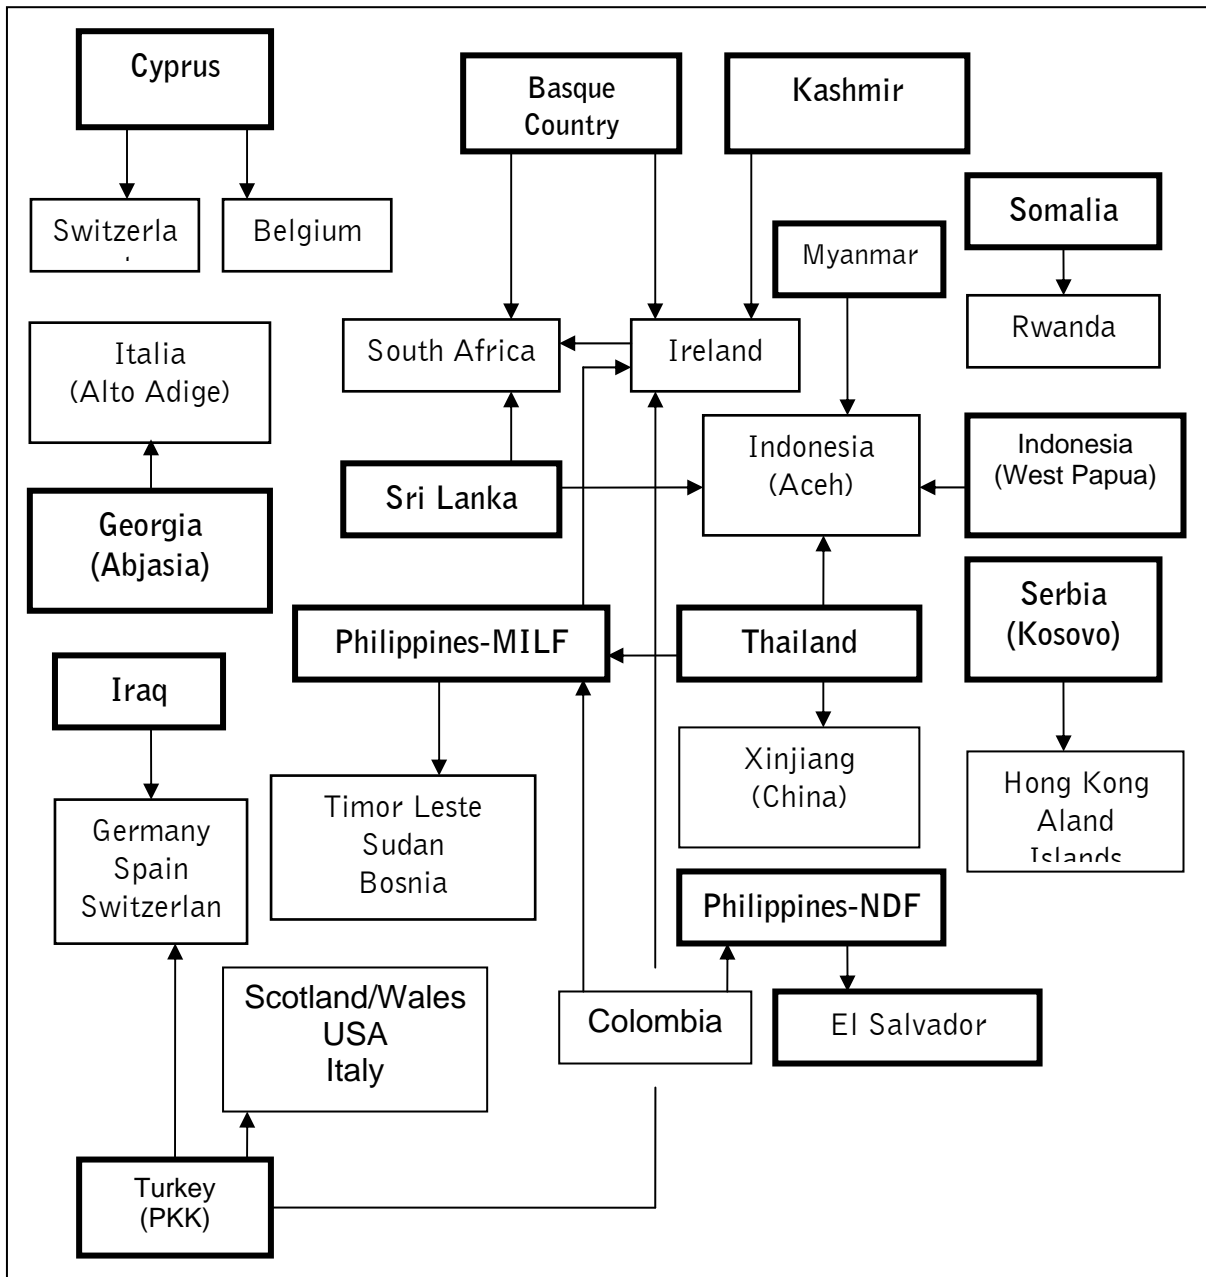 Cyprus
Basque
Country
Kashmir
Switzerla
Belgium
Somalia
Myanmar
Rwanda
Italia
(Alto Adige)
South Africa
Ireland
Indonesia
(Aceh)
Indonesia
(West Papua)
Sri Lanka
Georgia
(Abjasia)
Philippines-MILF
Thailand
Serbia
(Kosovo)
Iraq
Timor Leste
Sudan
Bosnia
Xinjiang
(China)
Hong Kong
Aland
Islands
Germany
Spain
Switzerlan
Philippines-NDF
Scotland/Wales
USA
Italy
Colombia
El Salvador
Turkey
(PKK)